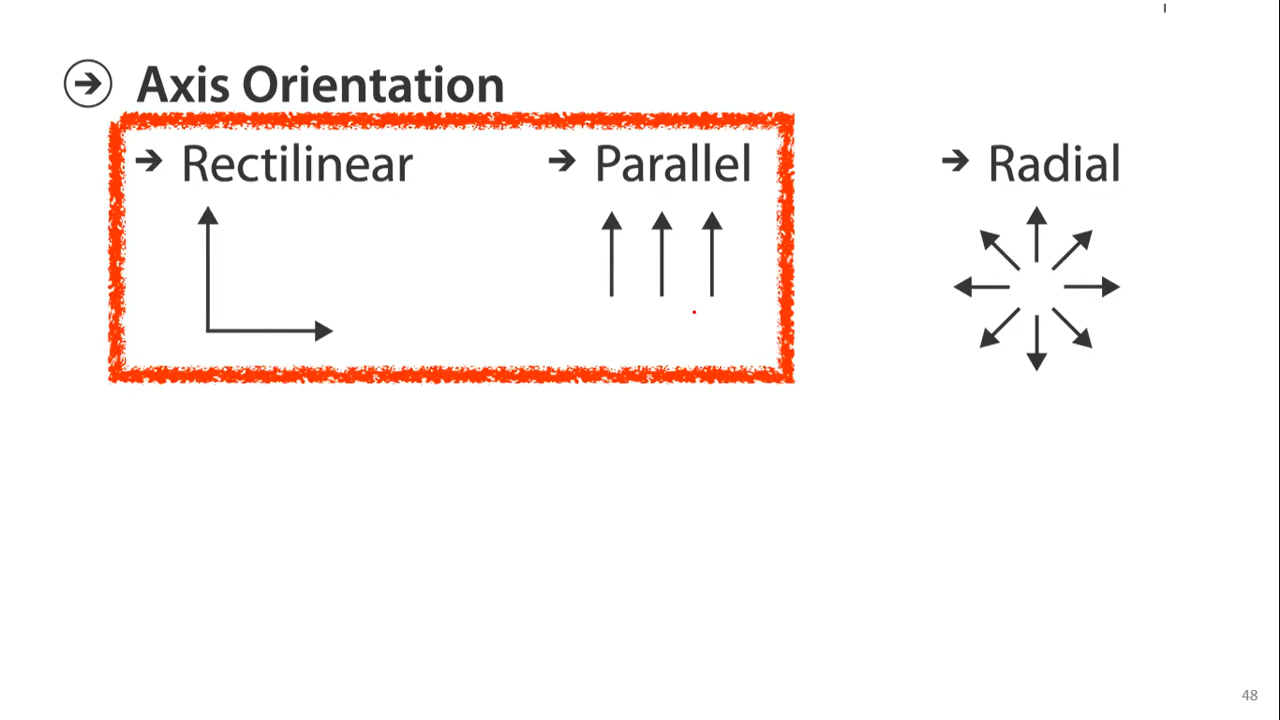 Axis Orientation
Rectilinear
Parallel
Radial
48